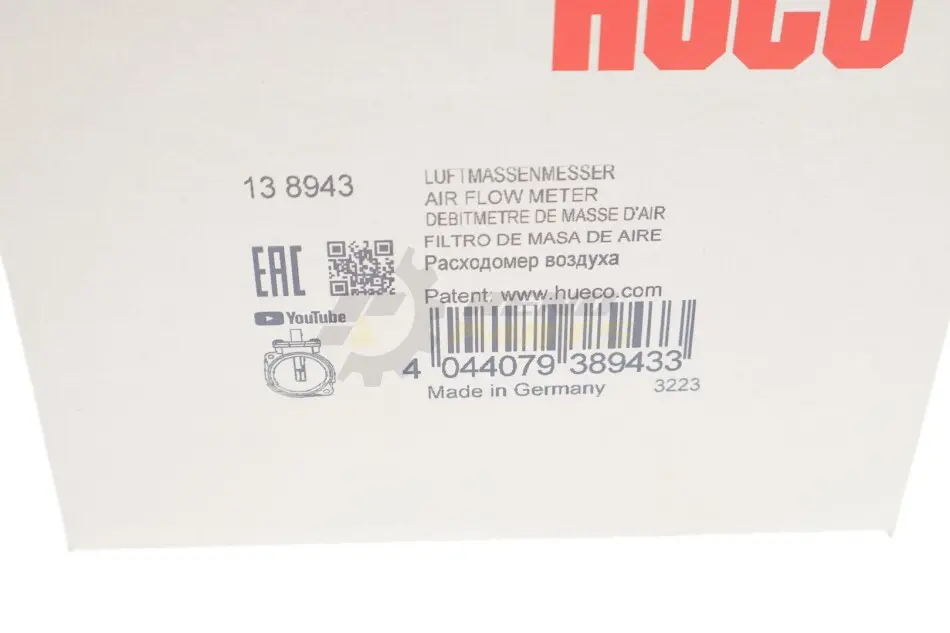 HÜCO
13 8943
LUFTMASSENMESSER
AIR FLOW METER
DEBITMETRE DE MASSE D'AIR
FILTRO DE MASA DE AIRE
Расходомер воздуха
EAC
Patent: www.hueco.com
YouTube
4 044079 389433
Made in Germany
3223